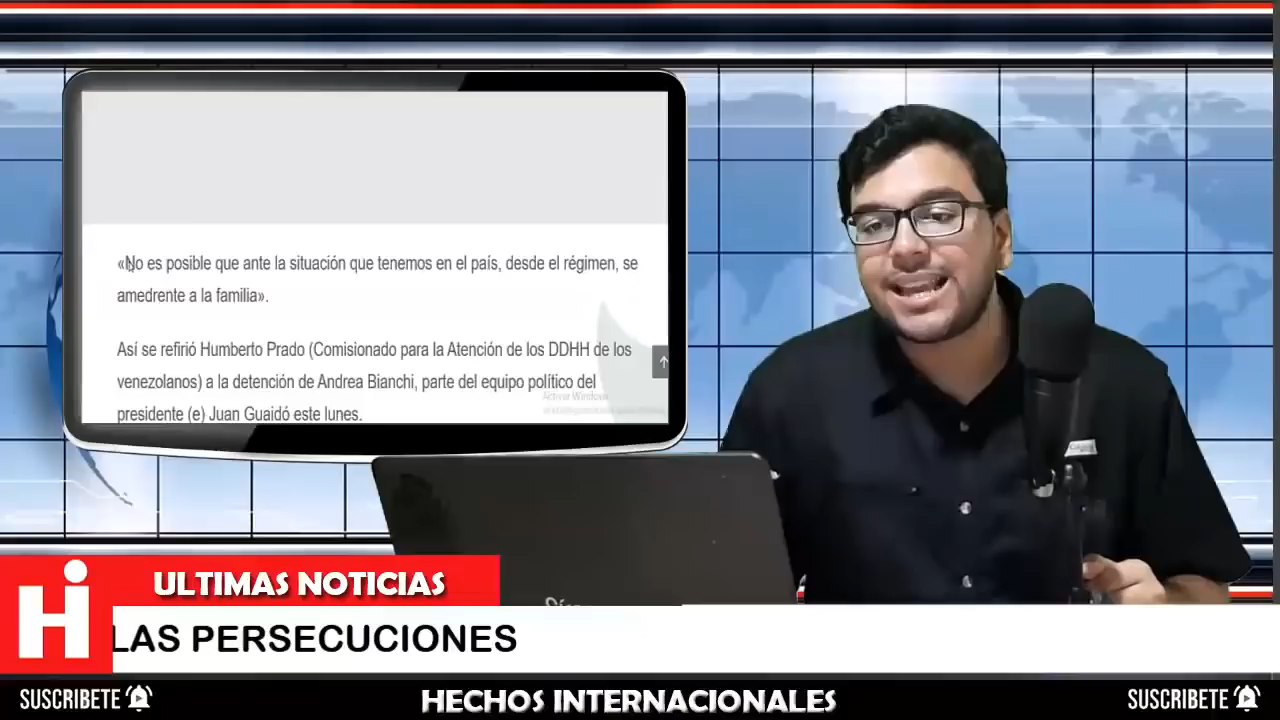 «No es posible que ante la situación que tenemos en el país, desde el régimen, se
amedrente a la familia».
Así se refirió Humberto Prado (Comisionado para la Atención de los DDHH de los
venezolanos) a la detención de Andrea Bianchi, parte del equipo político del
Activar Windows
presidente (e) Juan Guaidó este lunes.
Hi
ULTIMAS NOTICIAS
LAS PERSECUCIONES
SUSCRIBETE
HECHOS INTERNACIONALES
SUSCRIBETE